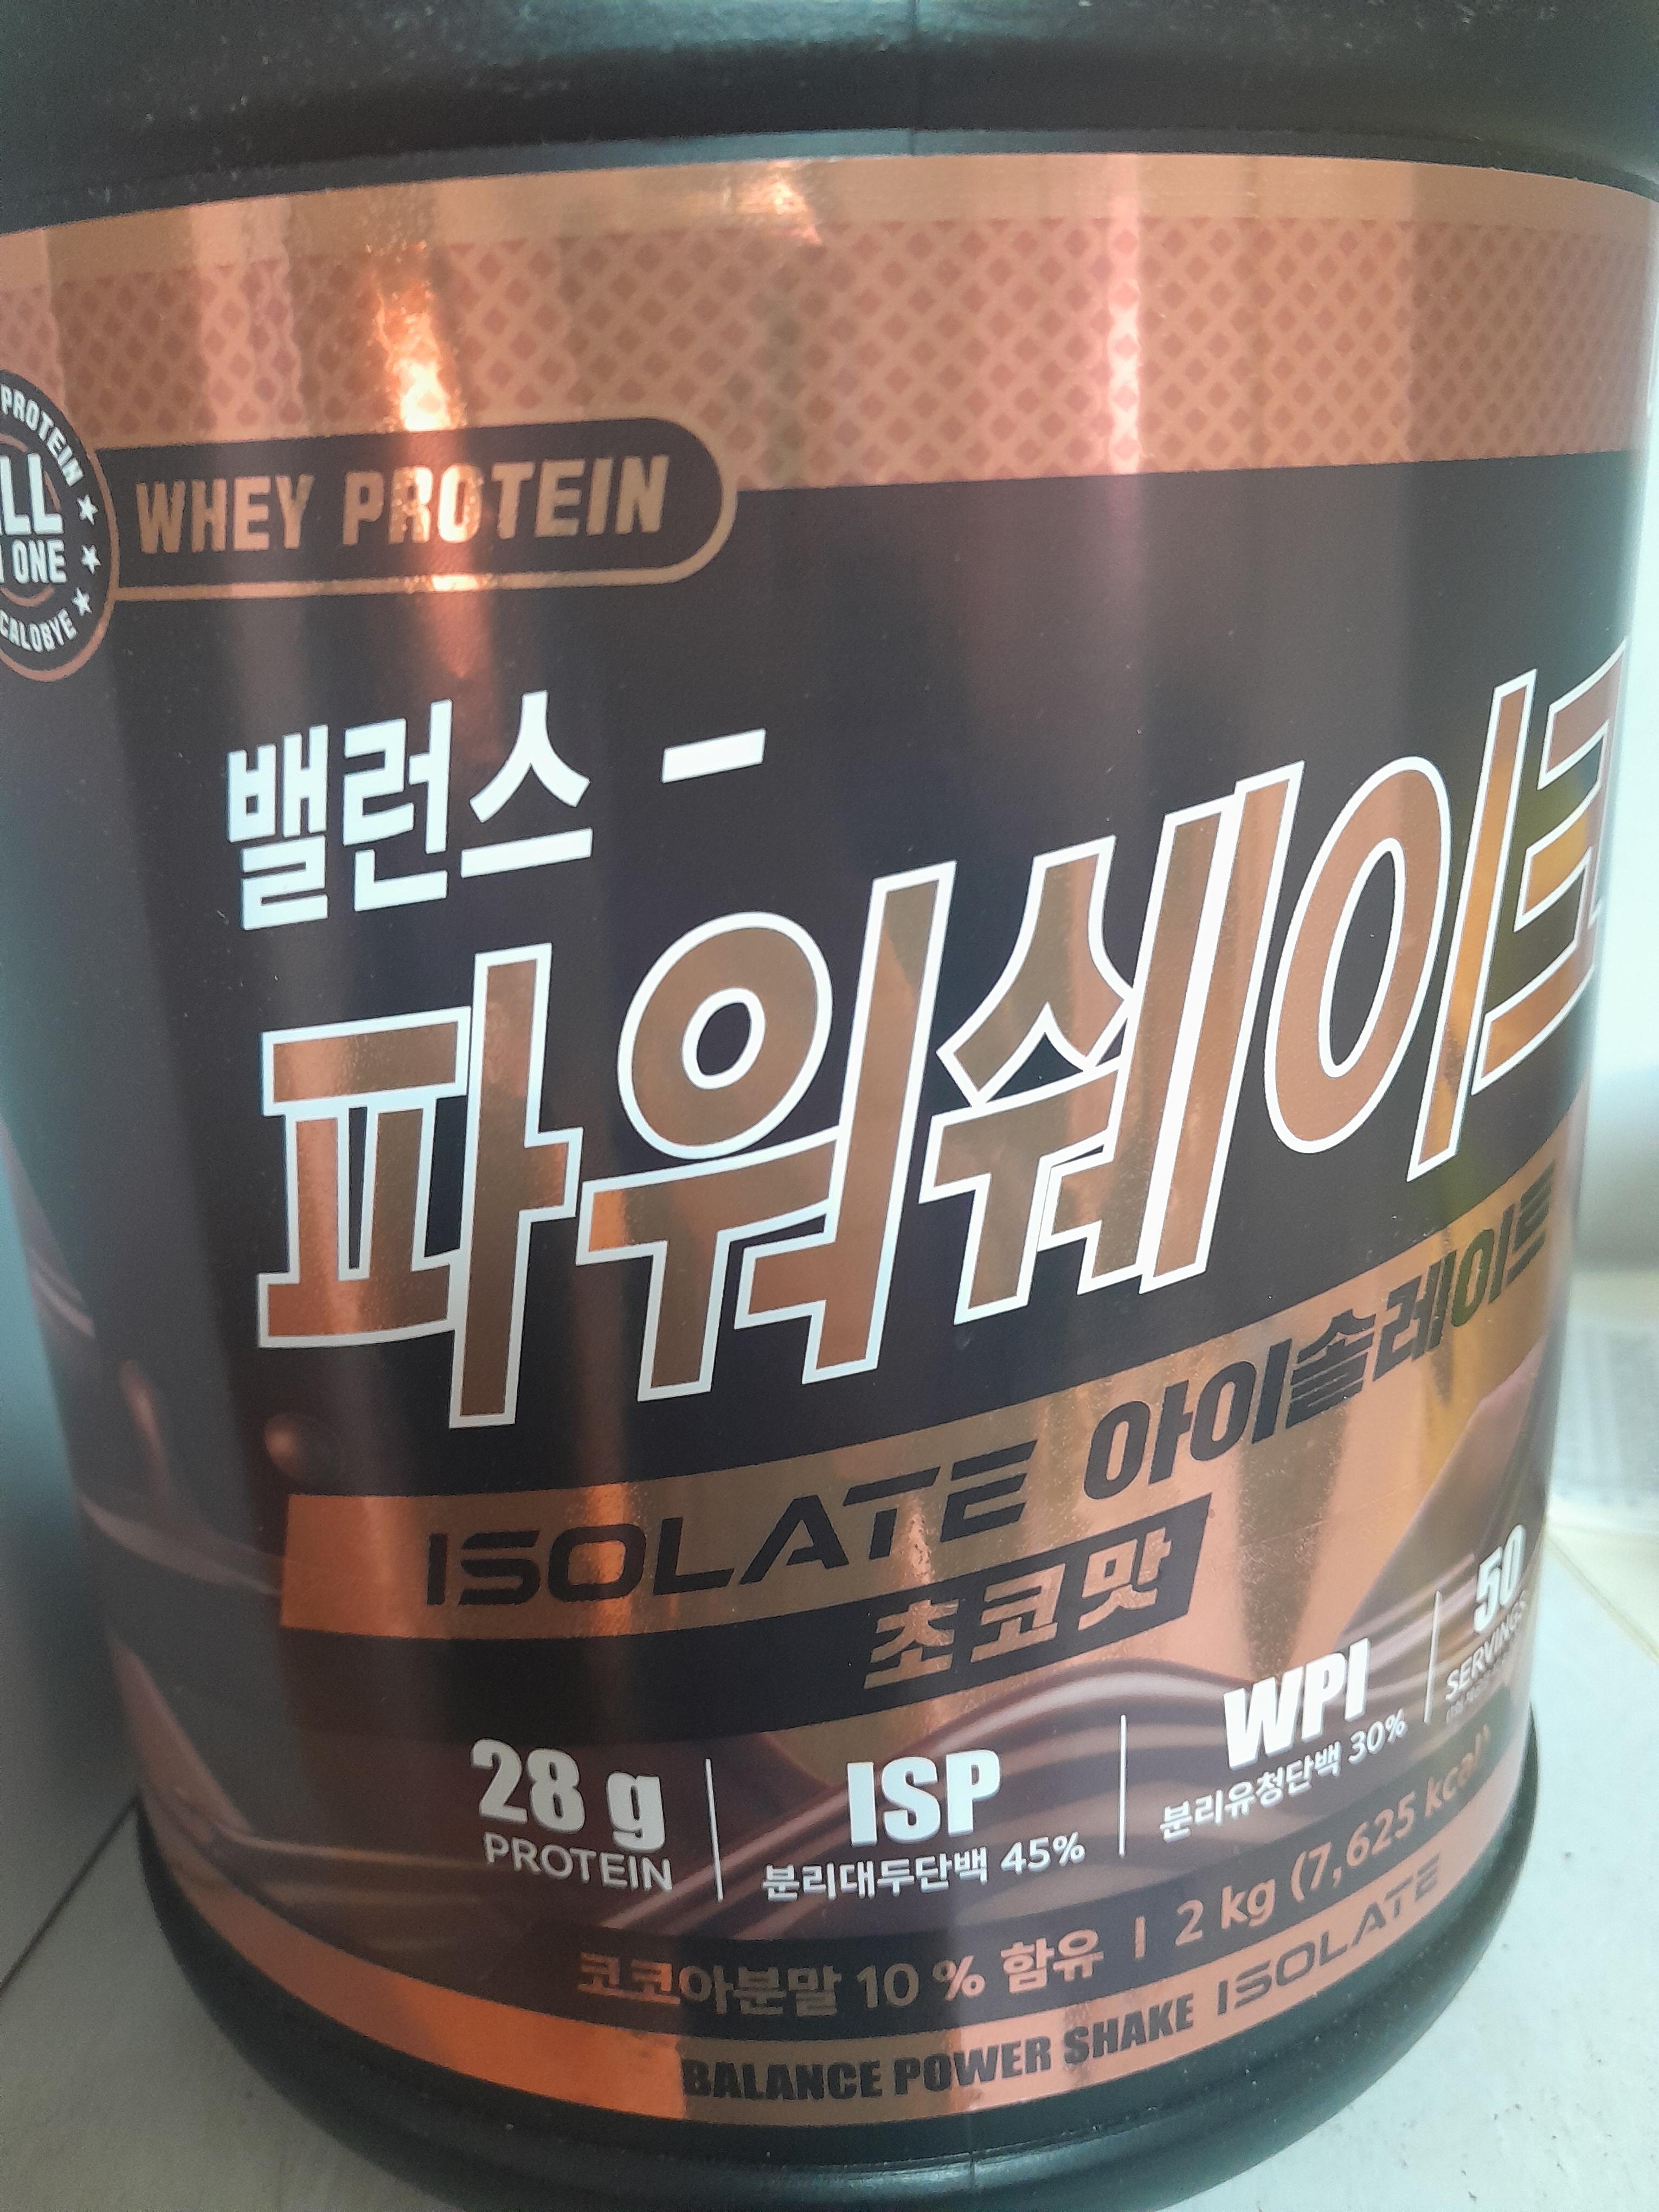 PROTEIN
ONE
CALOBYE
WHEY PROTEIN
밸런스 -
파워쉐이크
ISOLATE 아이솔레이트
초코맛
28 g
PROTEIN
ISP
분리대두단백 45%
WPI
분리유청단백 30%
50
SERVINGS
코코아분말 10 % 함유 | 2 kg (7,625 kcal)
BALANCE POWER SHAKE ISOLATE